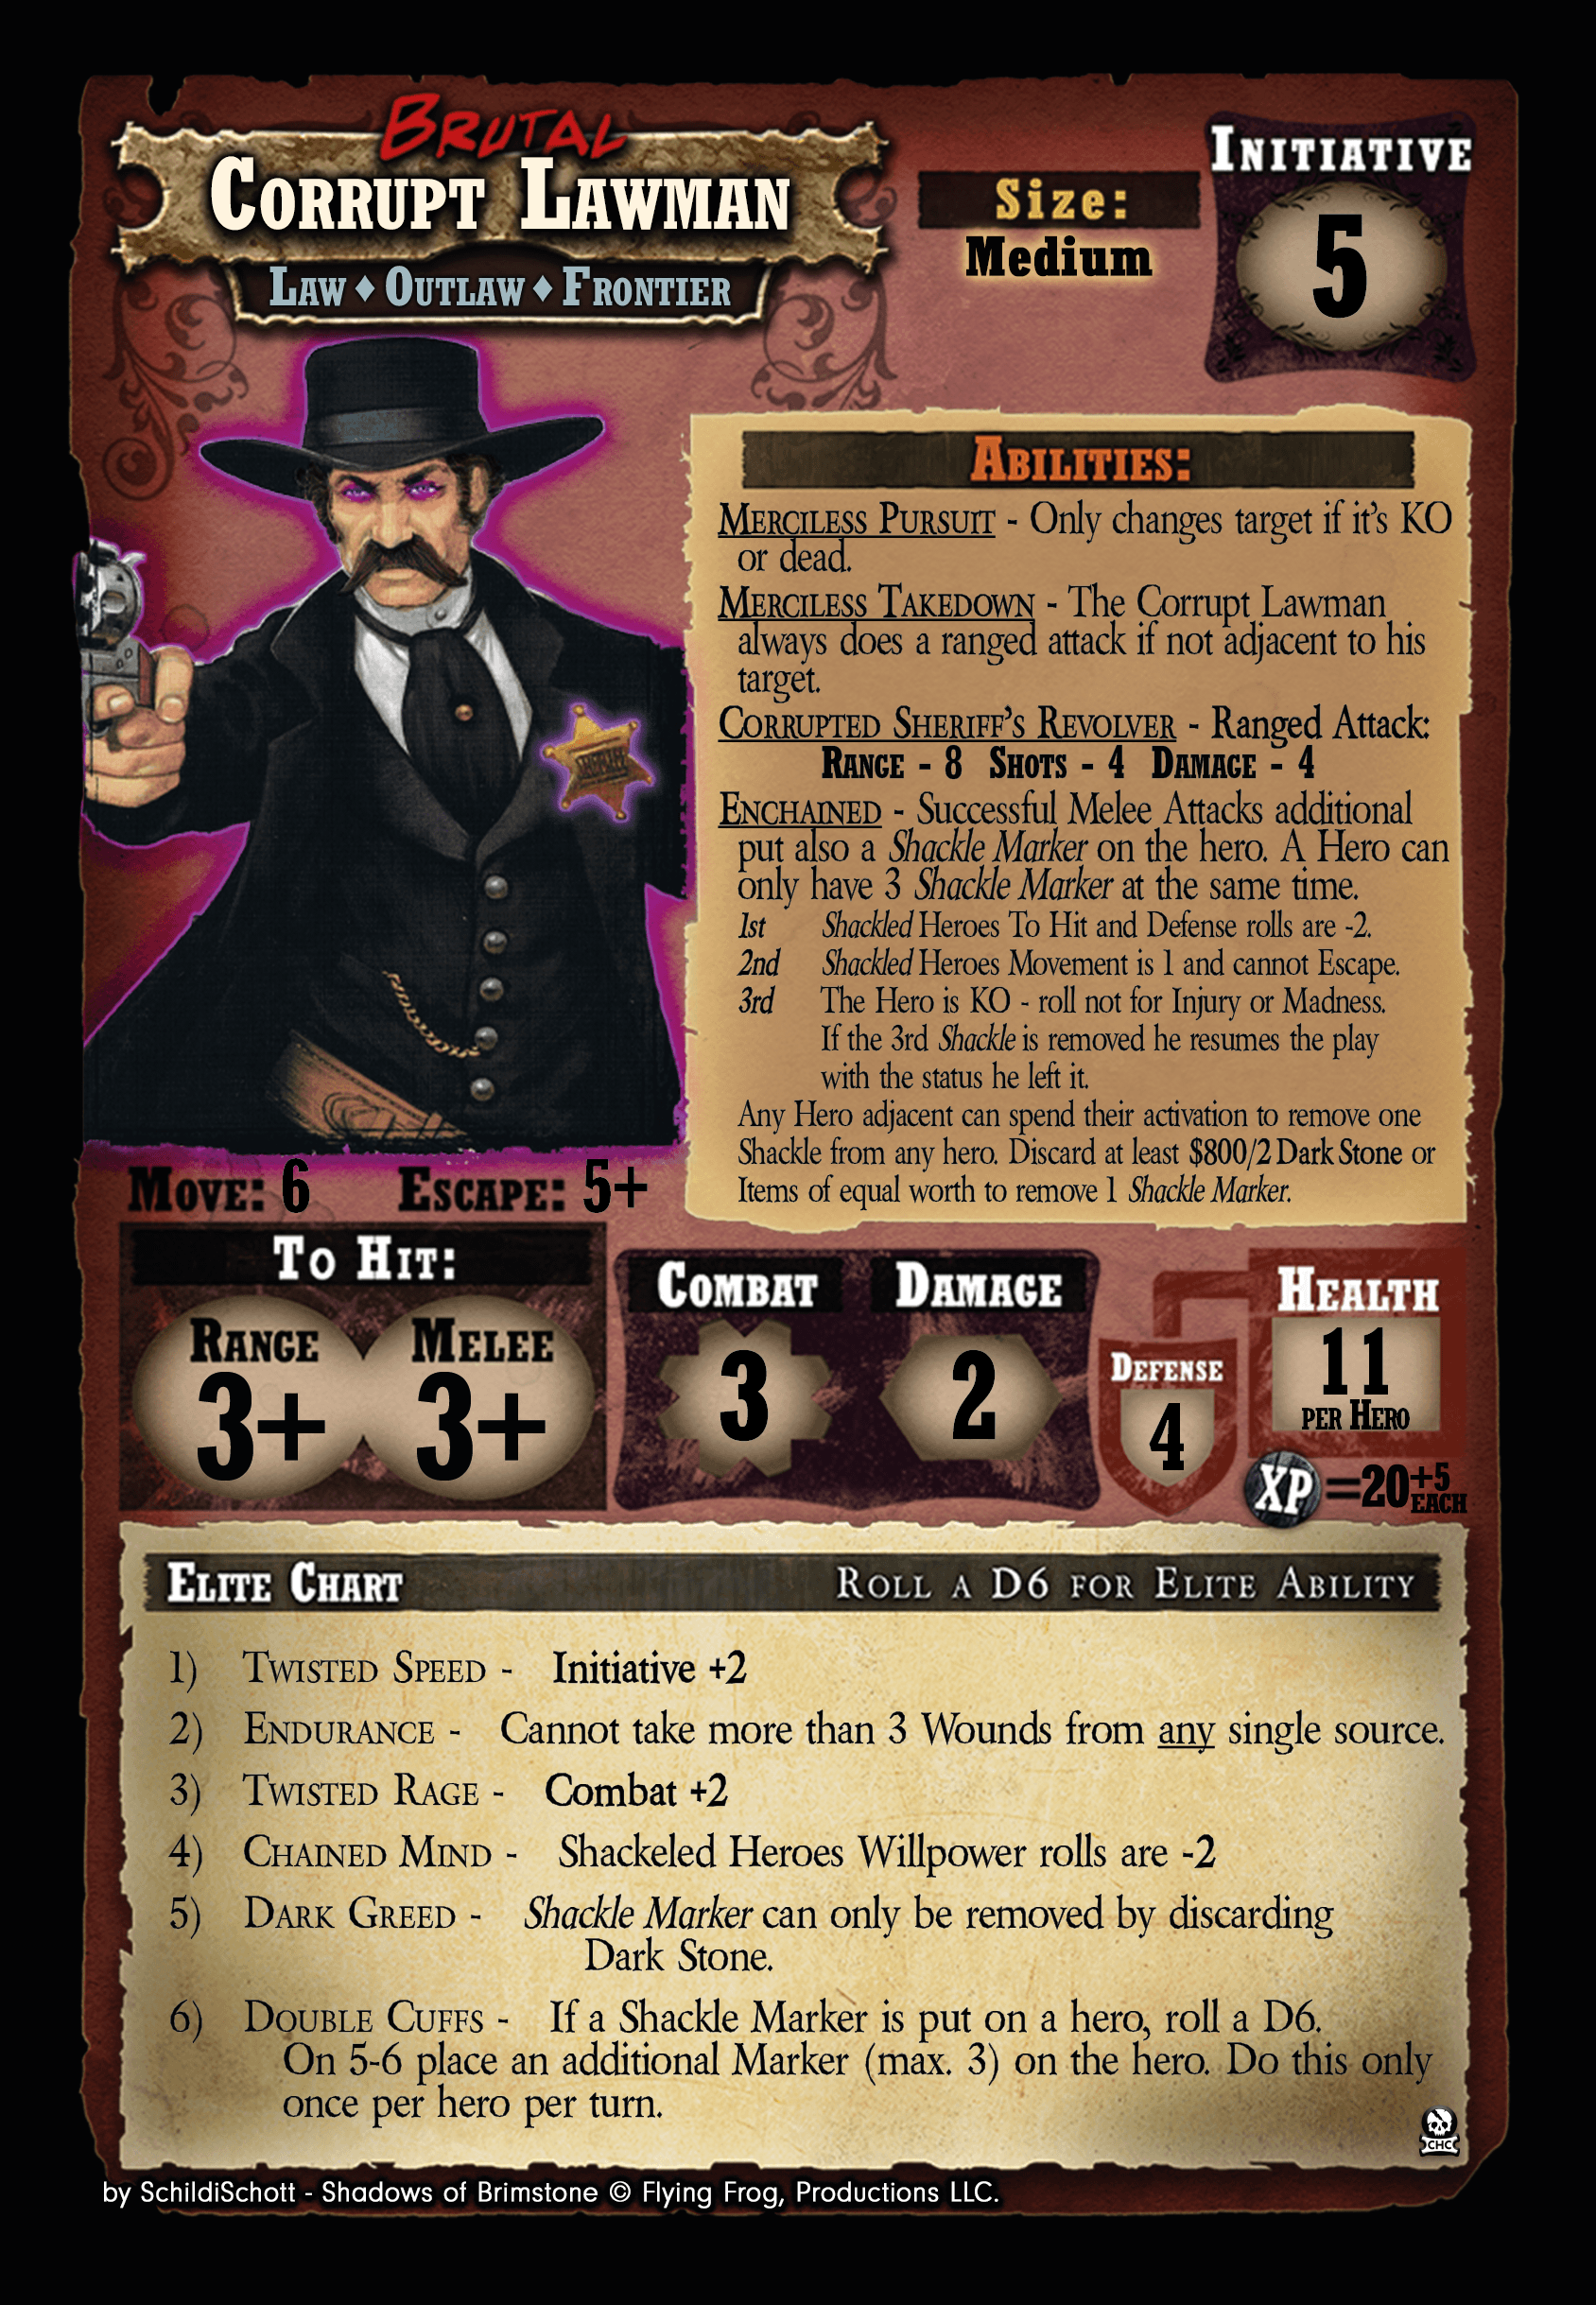 BRUTAL
CORRUPT LAWMAN
LAW ♦ OUTLAW ♦ FRONTIER
Size:
Medium
INITIATIVE
5
ABILITIES:
MERCILESS PURSUIT - Only changes target if it's KO
or dead.
MERCILESS TAKEDOWN - The Corrupt Lawman
always does a ranged attack if not adjacent to his
target.
CORRUPTED SHERIFF'S REVOLVER - Ranged Attack:
RANGE - 8 SHOTS - 4 DAMAGE - 4
ENCHAINED - Successful Melee Attacks additional
put also a Shackle Marker on the hero. A Hero can
only have 3 Shackle Marker at the same time.
1st Shackled Heroes To Hit and Defense rolls are -2.
2nd Shackled Heroes Movement is 1 and cannot Escape.
3rd The Hero is KO - roll not for Injury or Madness.
If the 3rd Shackle is removed he resumes the play
with the status he left it.
Any Hero adjacent can spend their activation to remove one
Shackle from any hero. Discard at least $800/2 Dark Stone or
Items of equal worth to remove 1 Shackle Marker.
MOVE: 6 ESCAPE: 5+
TO HIT:
RANGE
3+
MELEE
3+
COMBAT
3
DAMAGE
2
DEFENSE
4
HEALTH
11
PER HERO
XP =20 +5 EACH
ELITE CHART ROLL A D6 FOR ELITE ABILITY
1) TWISTED SPEED - Initiative +2
2) ENDURANCE - Cannot take more than 3 Wounds from any single source.
3) TWISTED RAGE - Combat +2
4) CHAINED MIND - Shackeled Heroes Willpower rolls are -2
5) DARK GREED - Shackle Marker can only be removed by discarding
Dark Stone.
6) DOUBLE CUFFS - If a Shackle Marker is put on a hero, roll a D6.
On 5-6 place an additional Marker (max. 3) on the hero. Do this only
once per hero per turn.
CHC
by SchildiSchott - Shadows of Brimstone © Flying Frog, Productions LLC.